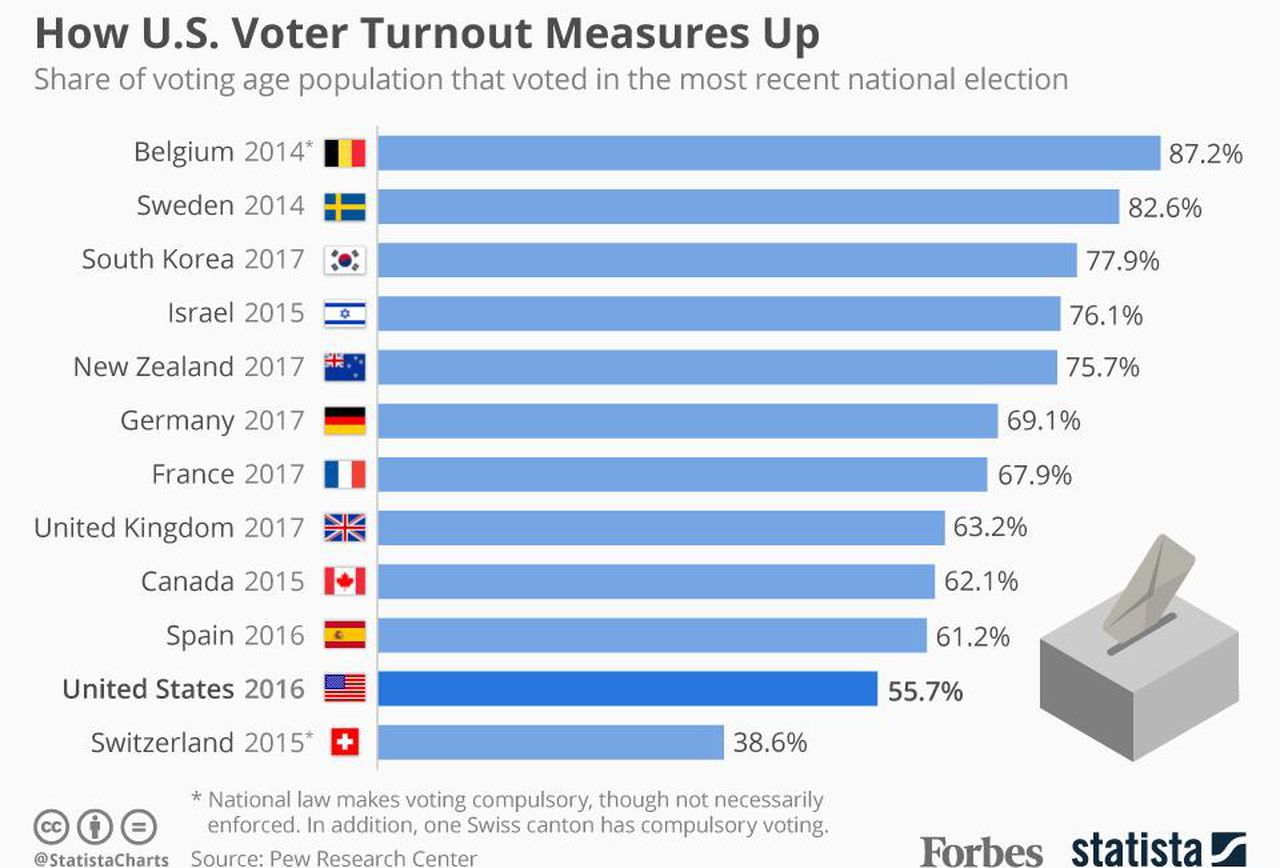 How U.S. Voter Turnout Measures Up
Share of voting age population that voted in the most recent national election
Belgium 2014* 87.2%
Sweden 2014 82.6%
South Korea 2017 77.9%
Israel 2015 76.1%
New Zealand 2017 75.7%
Germany 2017 69.1%
France 2017 67.9%
United Kingdom 2017 63.2%
Canada 2015 62.1%
Spain 2016 61.2%
United States 2016 55.7%
Switzerland 2015* 38.6%
* National law makes voting compulsory, though not necessarily
enforced. In addition, one Swiss canton has compulsory voting.
cc
@StatistaCharts Source: Pew Research Center
Forbes statista